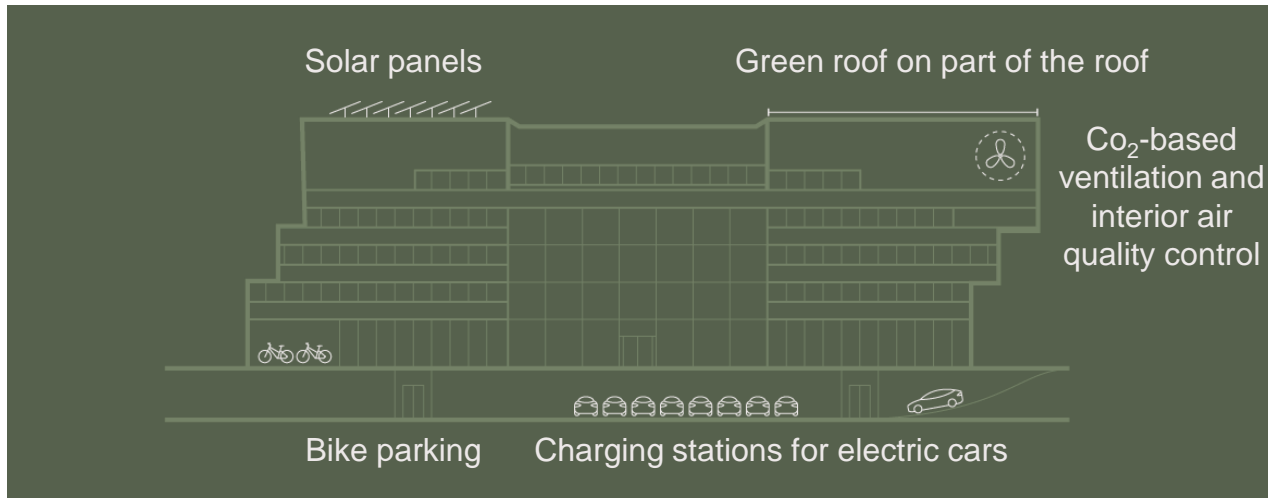 Solar panels
Green roof on part of the roof
Co₂-based
ventilation and
interior air
quality control
Bike parking
Charging stations for electric cars